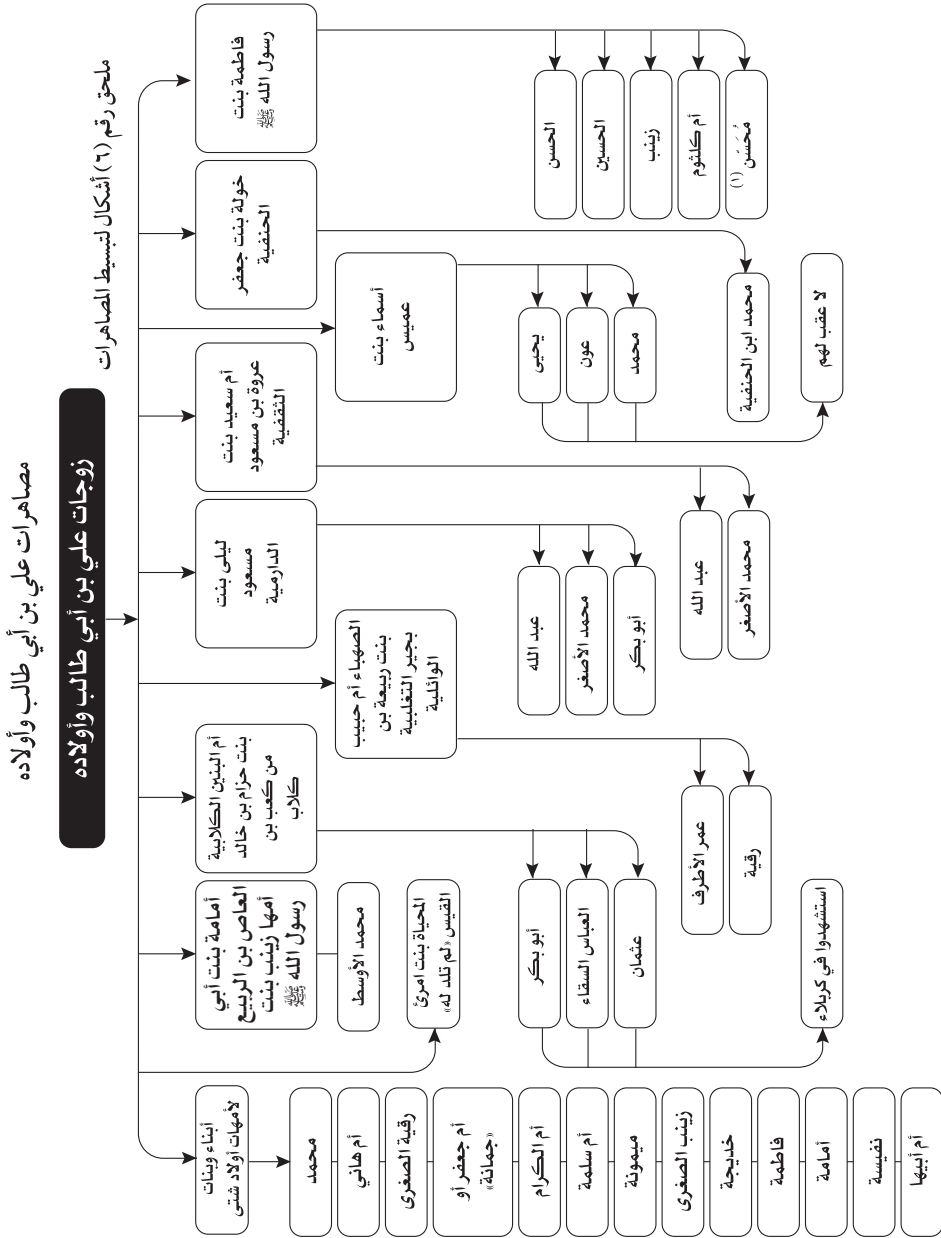 ملحق رقم (٦) أشكال لتبسيط المصاهرات
مصاهرات علي بن أبي طالب وأولاده
زوجات علي بن أبي طالب وأولاده
فاطمة بنت
رسول الله ﷺ
الحسن
الحسين
زينب
أم كلثوم
مُحَسَن (١)
خولة بنت جعفر
الحنفية
محمد ابن الحنفية
أسماء بنت
عميس
يحيى
عون
محمد
لا عقب لهم
أم سعيد بنت
عروة بن مسعود
الثقفية
عبد الله
محمد الأصغر
ليلى بنت
مسعود
الدارمية
عبد الله
محمد الأصغر
أبو بكر
الصهباء أم حبيب
بنت ربيعة بن
بجير التغلبية
الوائلية
عمر الأطرف
رقية
أم البنين الكلابية
بنت حزام بن خالد
من كعب بن
كلاب
أبو بكر
العباس السقاء
عثمان
استشهدوا في كربلاء
أمامة بنت أبي
العاص بن الربيع
أمها زينب بنت
رسول الله ﷺ
محمد الأوسط
المحياة بنت امرئ
القيس «لم تلد له»
أبناء وبنات
لأمهات أولاد شتى
محمد
أم هاني
رقية الصغرى
أم جعفر أو
«جمانة»
أم الكرام
أم سلمة
ميمونة
زينب الصغرى
خديجة
فاطمة
أمامة
نفيسة
أم أبيها